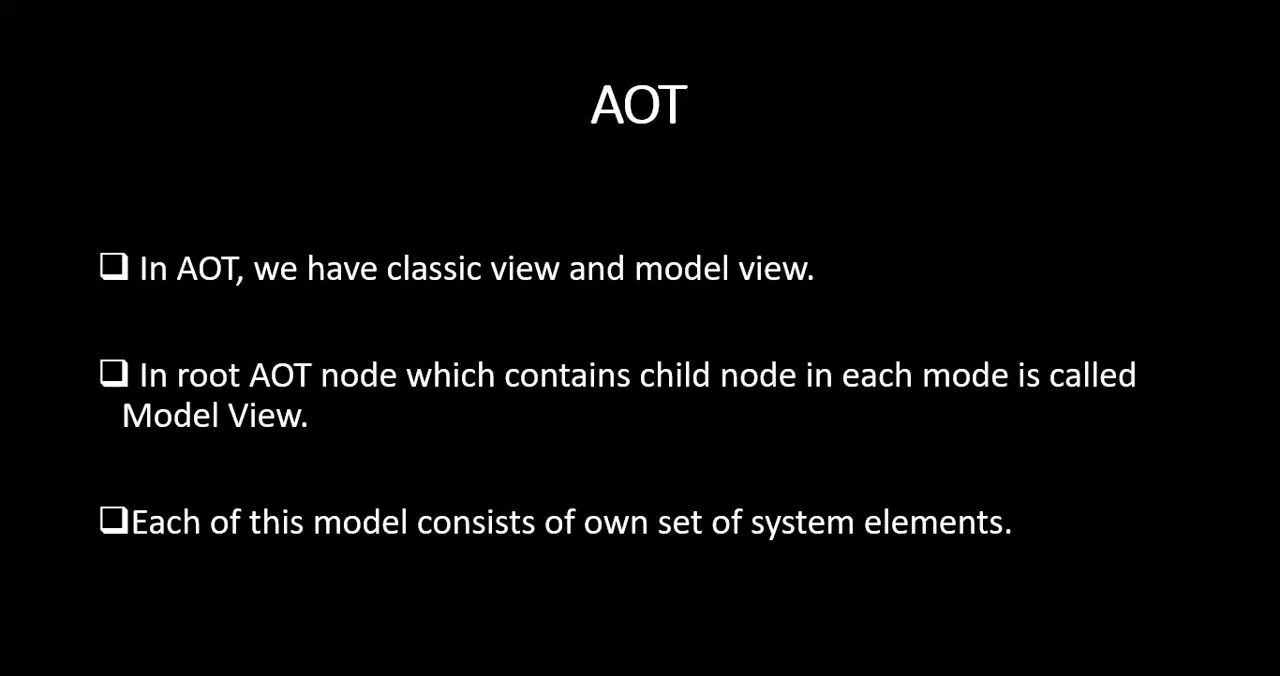 AOT
In AOT, we have classic view and model view.
In root AOT node which contains child node in each mode is called
Model View.
Each of this model consists of own set of system elements.